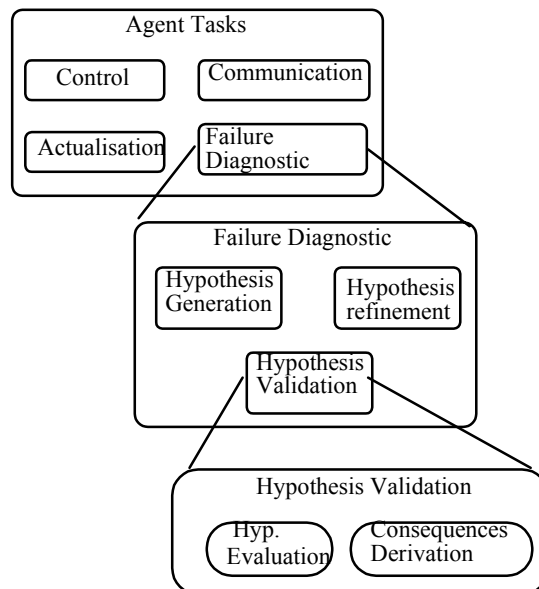 Agent Tasks
Control
Communication
Actualisation
Failure
Diagnostic
Failure Diagnostic
Hypothesis
Generation
Hypothesis
refinement
Hypothesis
Validation
Hypothesis Validation
Hyp.
Evaluation
Consequences
Derivation